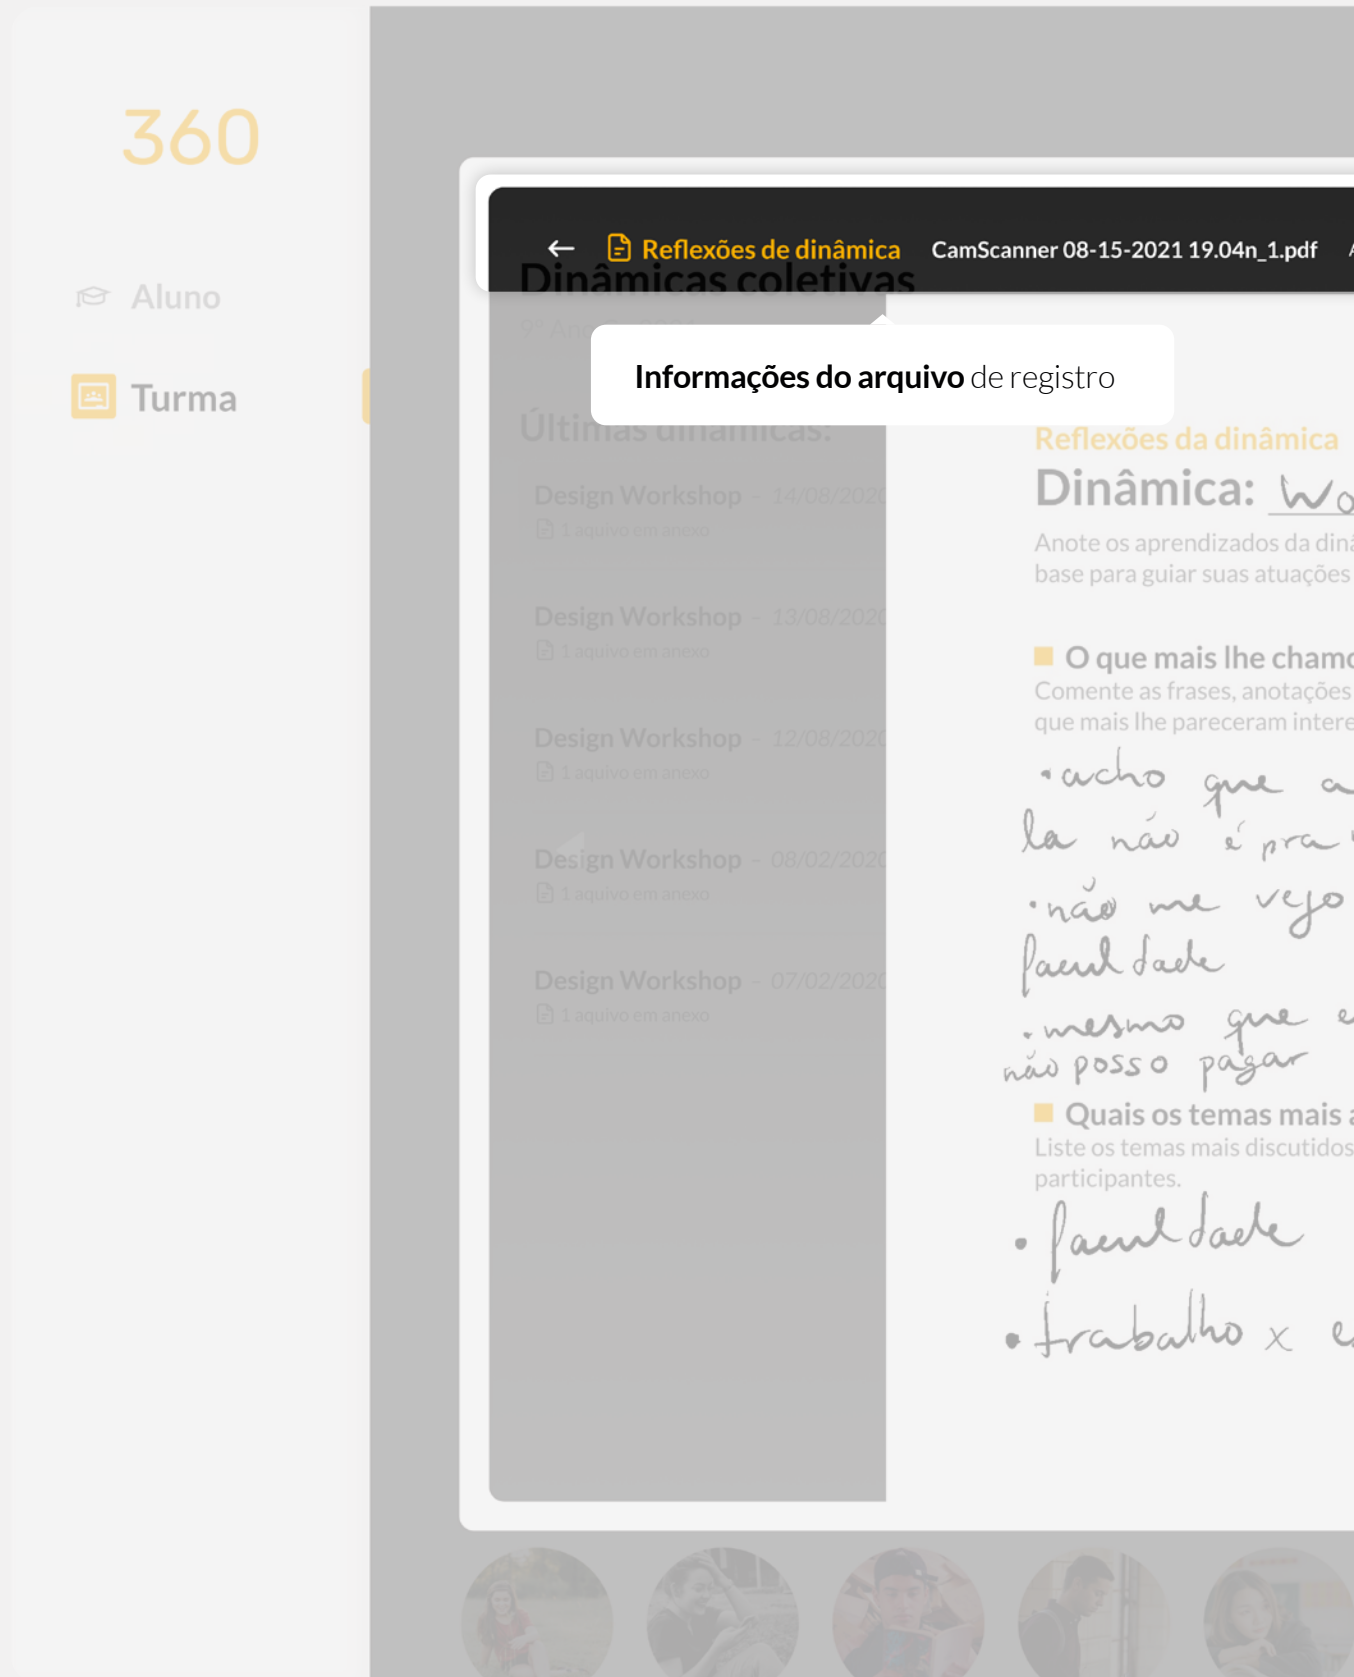 360
Aluno
Turma
Reflexões de dinâmica CamScanner 08-15-2021 19.04n_1.pdf
Dinâmicas coletivas
9º
Informações do arquivo de registro
Últimas dinâmicas:
Design Workshop - 14/08/2020
1 aquivo em anexo
Design Workshop - 13/08/2020
1 aquivo em anexo
Design Workshop - 12/08/2020
1 aquivo em anexo
Design Workshop - 08/02/2020
1 aquivo em anexo
Design Workshop - 07/02/2020
1 aquivo em anexo
Reflexões da dinâmica
Dinâmica: Wo
Anote os aprendizados da din
base para guiar suas atuações
O que mais lhe chamo
Comente as frases, anotações
que mais lhe pareceram intere
• acho que a
la não é pra
• não me vejo
faculdade
• mesmo que e
não posso pagar
Quais os temas mais a
Liste os temas mais discutidos
participantes.
• faculdade
• trabalho x e